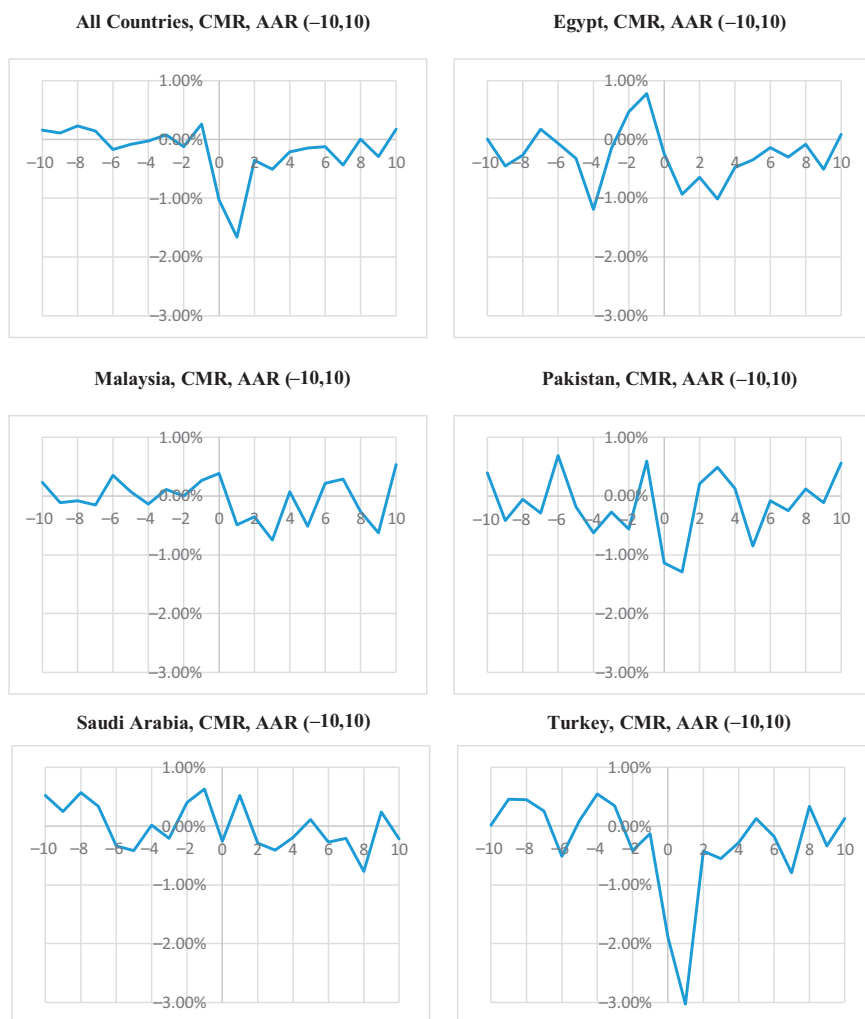 All Countries, CMR, AAR (−10,10)
1.00%
0.00%
−10 −8 −6 −4 −2 0 2 4 6 8 10
−1.00%
−2.00%
−3.00%
Egypt, CMR, AAR (−10,10)
1.00%
0.00%
−10 −8 −6 −4 −2 0 2 4 6 8 10
−1.00%
−2.00%
−3.00%
Malaysia, CMR, AAR (−10,10)
1.00%
0.00%
−10 −8 −6 −4 −2 0 2 4 6 8 10
−1.00%
−2.00%
−3.00%
Pakistan, CMR, AAR (−10,10)
1.00%
0.00%
−10 −8 −6 −4 −2 0 2 4 6 8 10
−1.00%
−2.00%
−3.00%
Saudi Arabia, CMR, AAR (−10,10)
1.00%
0.00%
−10 −8 −6 −4 −2 0 2 4 6 8 10
−1.00%
−2.00%
−3.00%
Turkey, CMR, AAR (−10,10)
1.00%
0.00%
−10 −8 −6 −4 −2 0 2 4 6 8 10
−1.00%
−2.00%
−3.00%